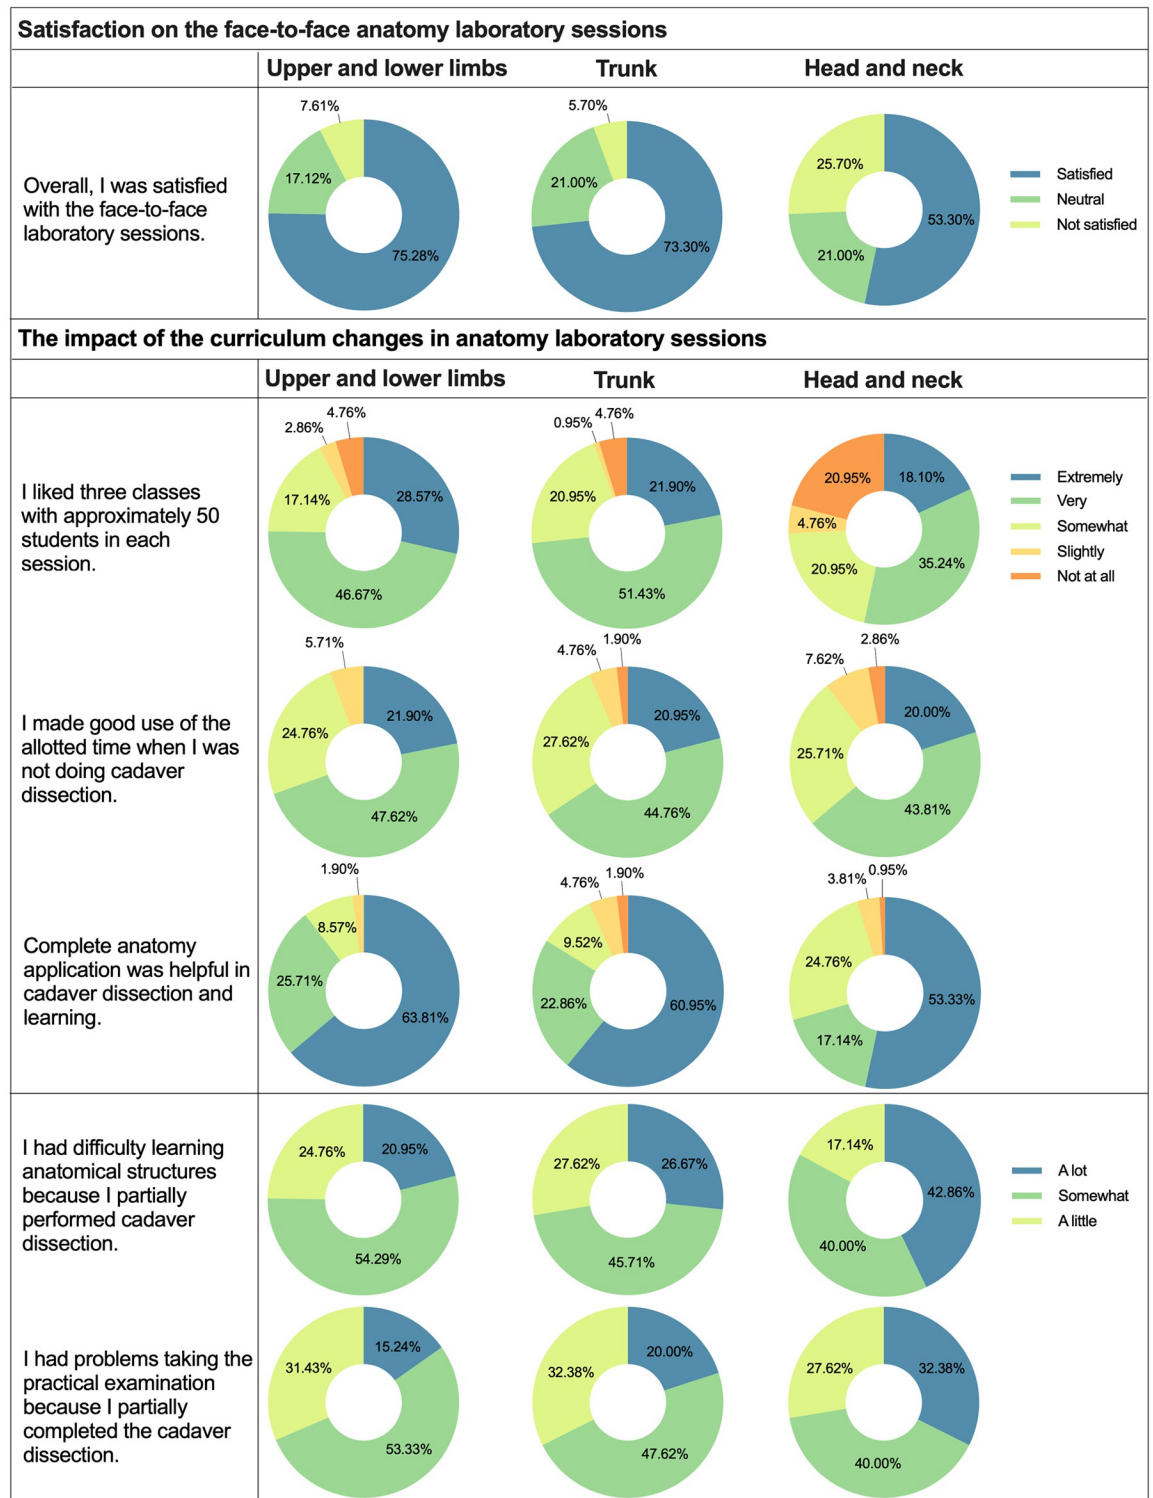 Satisfaction on the face-to-face anatomy laboratory sessions
Upper and lower limbs
Trunk
Head and neck
Overall, I was satisfied
with the face-to-face
laboratory sessions.
7.61%
17.12%
75.28%
5.70%
21.00%
73.30%
25.70%
21.00%
53.30%
Satisfied
Neutral
Not satisfied
The impact of the curriculum changes in anatomy laboratory sessions
Upper and lower limbs
Trunk
Head and neck
I liked three classes
with approximately 50
students in each
session.
4.76%
2.86%
17.14%
28.57%
46.67%
4.76%
0.95%
20.95%
21.90%
51.43%
20.95%
18.10%
4.76%
20.95%
35.24%
Extremely
Very
Somewhat
Slightly
Not at all
I made good use of the
allotted time when I was
not doing cadaver
dissection.
5.71%
21.90%
24.76%
47.62%
1.90%
4.76%
20.95%
27.62%
44.76%
2.86%
7.62%
20.00%
25.71%
43.81%
Complete anatomy
application was helpful in
cadaver dissection and
learning.
1.90%
8.57%
25.71%
63.81%
1.90%
4.76%
9.52%
22.86%
60.95%
0.95%
3.81%
24.76%
53.33%
17.14%
I had difficulty learning
anatomical structures
because I partially
performed cadaver
dissection.
24.76%
20.95%
54.29%
27.62%
26.67%
45.71%
17.14%
42.86%
40.00%
A lot
Somewhat
A little
I had problems taking the
practical examination
because I partially
completed the cadaver
dissection.
15.24%
31.43%
53.33%
20.00%
32.38%
47.62%
27.62%
32.38%
40.00%